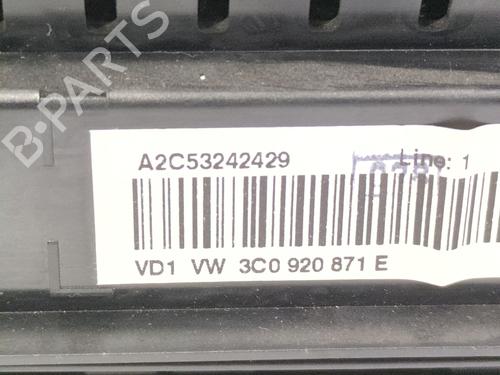 B-PARTS
A2C53242429
Line: 1
VD1 VW 3C0 920 871 E